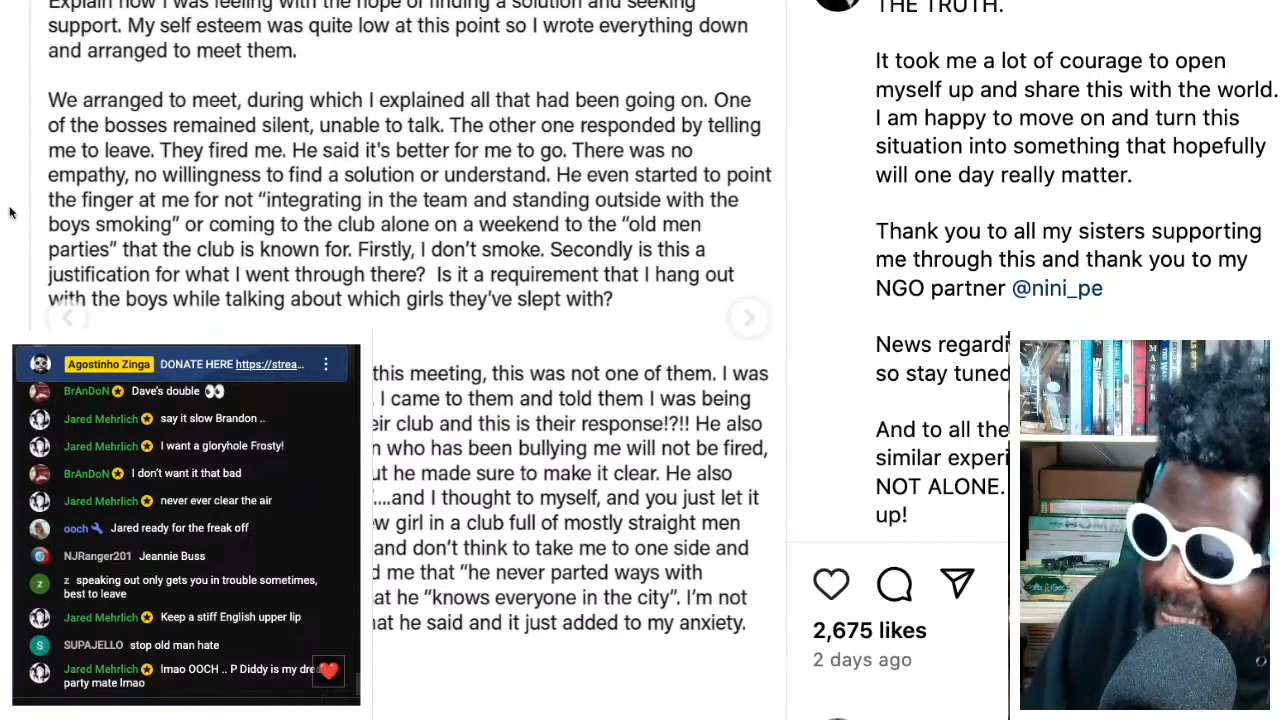 Explain how I was feeling with the hope of finding a solution and seeking
support. My self esteem was quite low at this point so I wrote everything down
and arranged to meet them.
We arranged to meet, during which I explained all that had been going on. One
of the bosses remained silent, unable to talk. The other one responded by telling
me to leave. They fired me. He said it's better for me to go. There was no
empathy, no willingness to find a solution or understand. He even started to point
the finger at me for not “integrating in the team and standing outside with the
boys smoking” or coming to the club alone on a weekend to the “old men
parties” that the club is known for. Firstly, I don’t smoke. Secondly is this a
justification for what I went through there? Is it a requirement that I hang out
with the boys while talking about which girls they’ve slept with?
this meeting, this was not one of them. I was
I came to them and told them I was being
eir club and this is their response!?!! He also
who has been bullying me will not be fired,
ut he made sure to make it clear. He also
....and I thought to myself, and you just let it
ew girl in a club full of mostly straight men
and don’t think to take me to one side and
d me that “he never parted ways with
at he “knows everyone in the city”. I’m not
at he said and it just added to my anxiety.
Agostinho Zinga DONATE HERE https://strea...
BrAnDoN Dave's double 👀
Jared Mehrlich say it slow Brandon ..
Jared Mehrlich I want a gloryhole Frosty!
BrAnDoN I don't want it that bad
Jared Mehrlich never ever clear the air
ooch Jared ready for the freak off
NJRanger201 Jeannie Buss
z z speaking out only gets you in trouble sometimes,
best to leave
Jared Mehrlich Keep a stiff English upper lip
S SUPAJELLO stop old man hate
Jared Mehrlich lmao OOCH .. P Diddy is my dre
party mate lmao
THE TRUTH.
It took me a lot of courage to open
myself up and share this with the world.
I am happy to move on and turn this
situation into something that hopefully
will one day really matter.
Thank you to all my sisters supporting
me through this and thank you to my
NGO partner @nini_pe
News regardi
so stay tuned
And to all the
similar experi
NOT ALONE.
up!
2,675 likes
2 days ago
MASTER